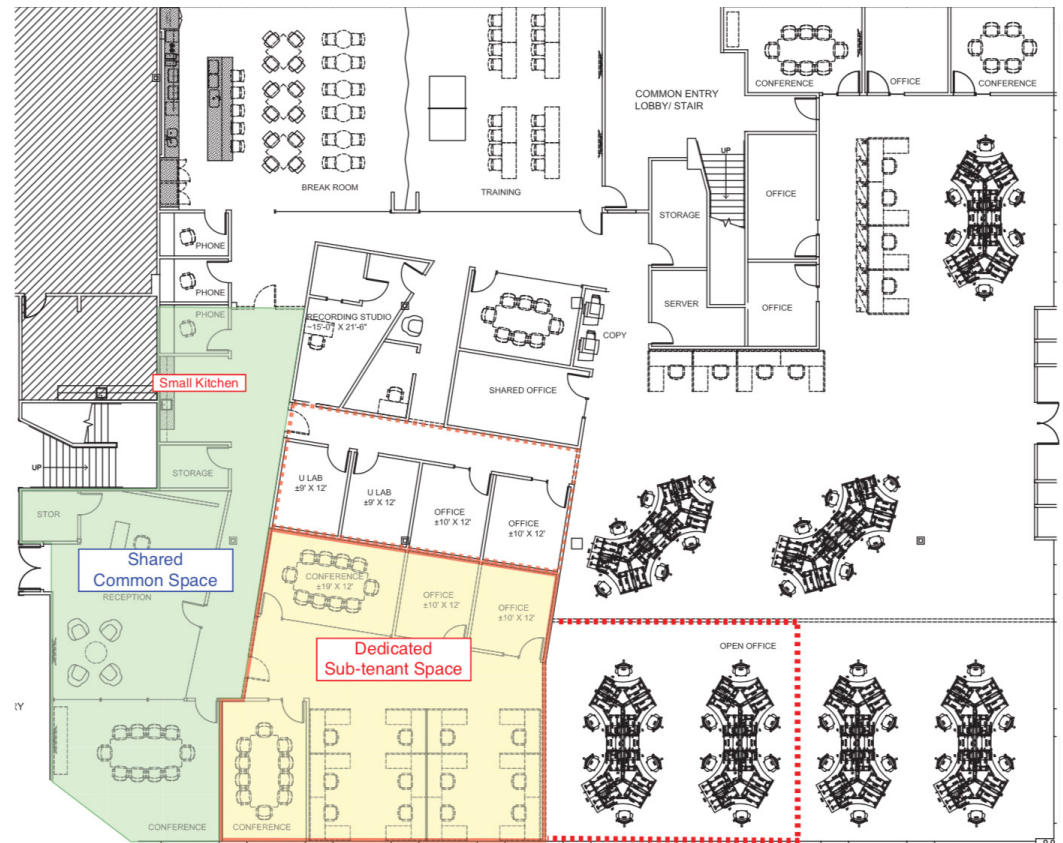 CONFERENCE
OFFICE
CONFERENCE
COMMON ENTRY
LOBBY/ STAIR
UP
BREAK ROOM
TRAINING
OFFICE
STORAGE
PHONE
PHONE
PHONE
SERVER
OFFICE
RECORDING STUDIO
~15'-0" X 21'-6"
COPY
Small Kitchen
SHARED OFFICE
UP
STORAGE
U LAB
±9' X 12'
U LAB
±9' X 12'
OFFICE
±10' X 12'
OFFICE
±10' X 12'
STOR
Shared
Common Space
RECEPTION
CONFERENCE
±19' X 12'
OFFICE
±10' X 12'
OFFICE
±10' X 12'
Dedicated
Sub-tenant Space
OPEN OFFICE
RY
CONFERENCE
CONFERENCE